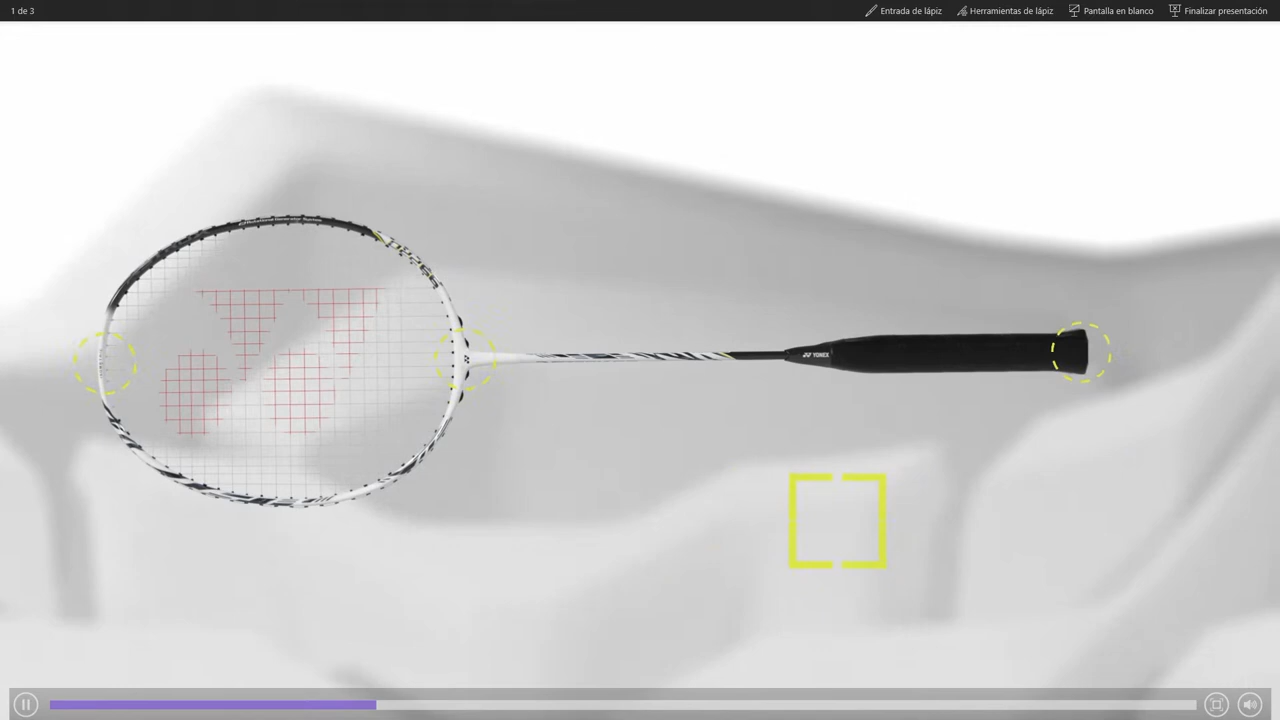 1 de 3
Entrada de lápiz
Herramientas de lápiz
Pantalla en blanco
Finalizar presentación
YONEX